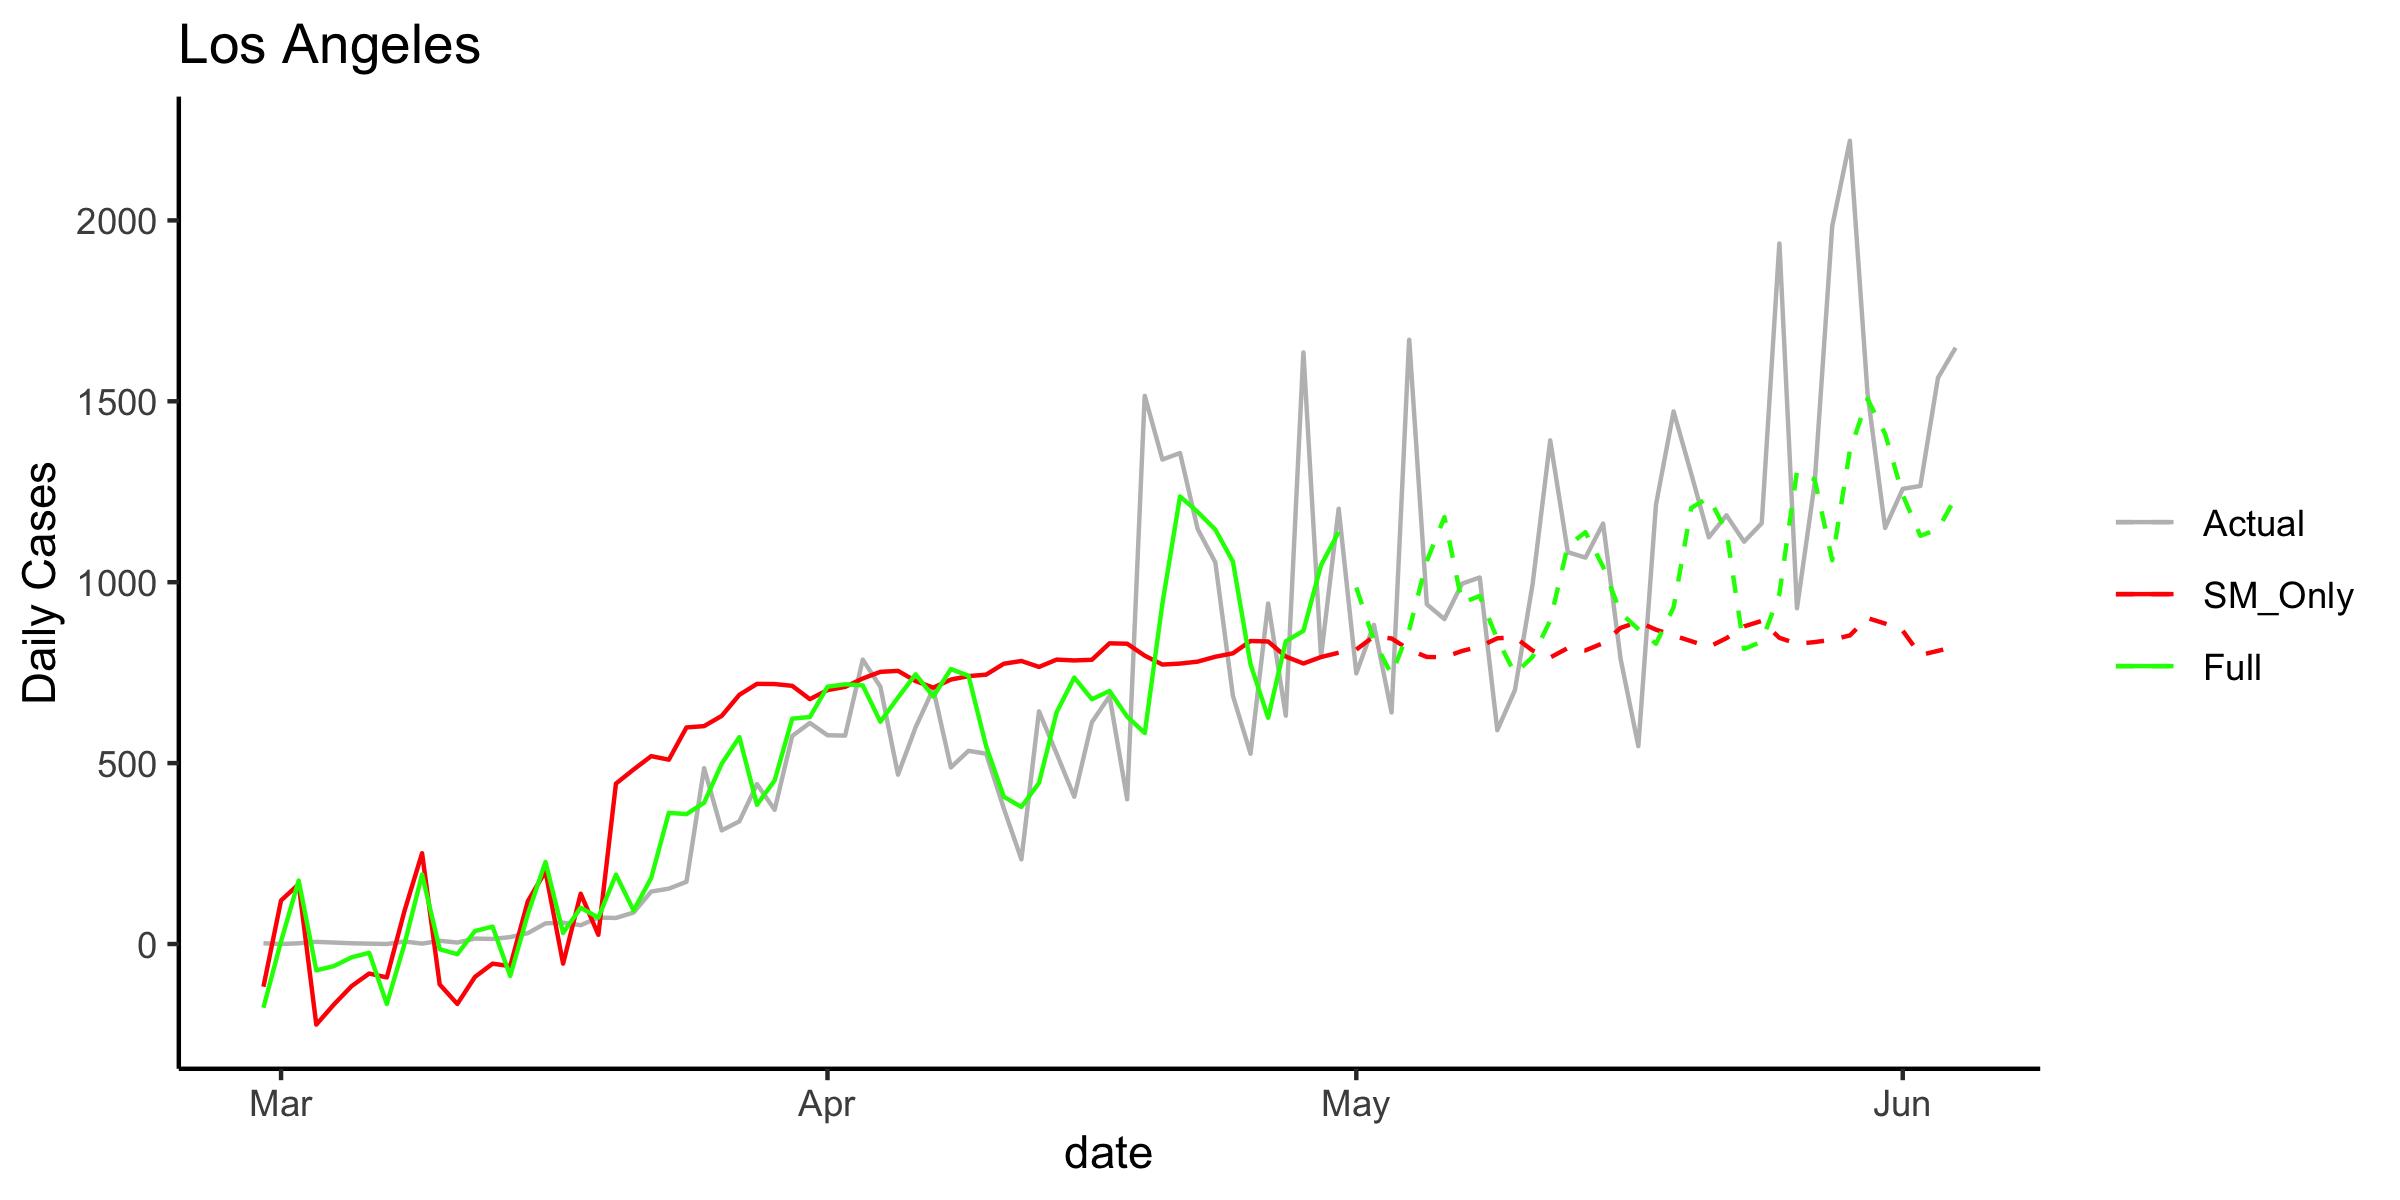 Los Angeles
Daily Cases
2000
1500
1000
500
0
Mar
Apr
May
Jun
date
Actual
SM_Only
Full